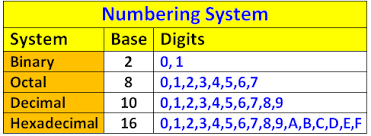 Numbering System
System Base Digits
Binary 2 0, 1
Octal 8 0,1,2,3,4,5,6,7
Decimal 10 0,1,2,3,4,5,6,7,8,9
Hexadecimal 16 0,1,2,3,4,5,6,7,8,9,A,B,C,D,E,F